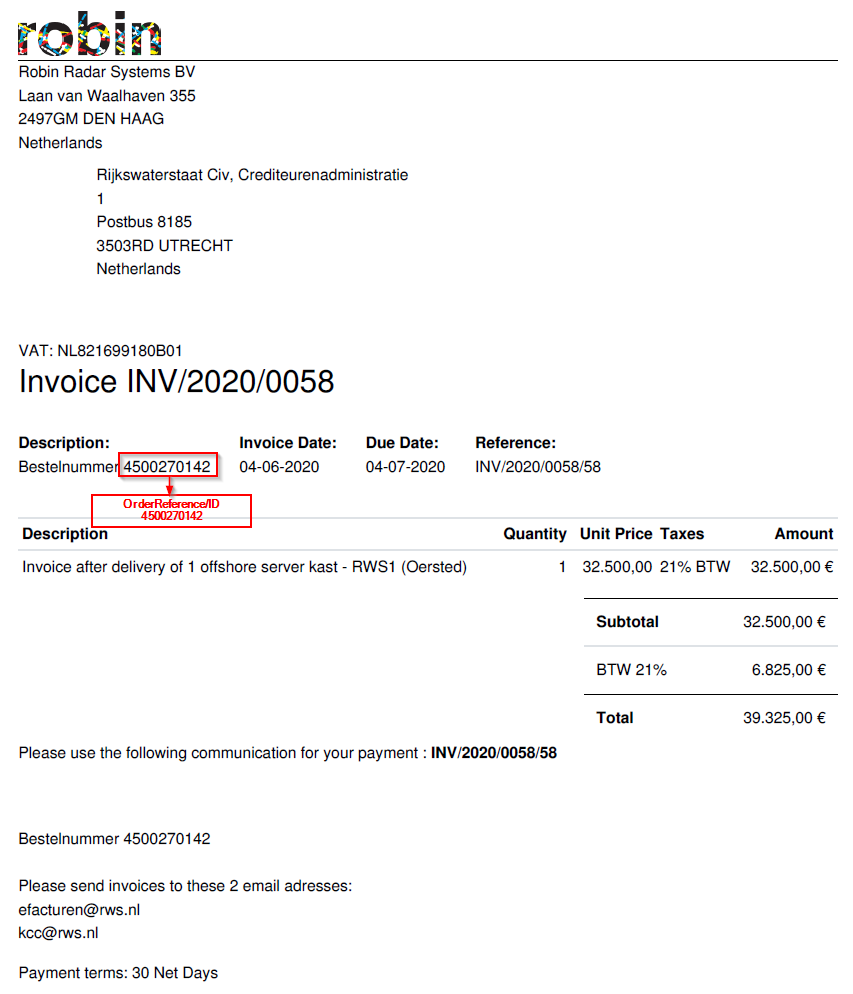 robin
Robin Radar Systems BV
Laan van Waalhaven 355
2497GM DEN HAAG
Netherlands
Rijkswaterstaat Civ, Crediteurenadministratie
1
Postbus 8185
3503RD UTRECHT
Netherlands
VAT: NL821699180B01
Invoice INV/2020/0058
Description: Invoice Date: Due Date: Reference:
Bestelnummer 4500270142 04-06-2020 04-07-2020 INV/2020/0058/58
OrderReference/ID
4500270142
Description Quantity Unit Price Taxes Amount
Invoice after delivery of 1 offshore server kast - RWS1 (Oersted) 1 32.500,00 21% BTW 32.500,00 €
Subtotal 32.500,00 €
BTW 21% 6.825,00 €
Total 39.325,00 €
Please use the following communication for your payment : INV/2020/0058/58
Bestelnummer 4500270142
Please send invoices to these 2 email adresses:
efacturen@rws.nl
kcc@rws.nl
Payment terms: 30 Net Days